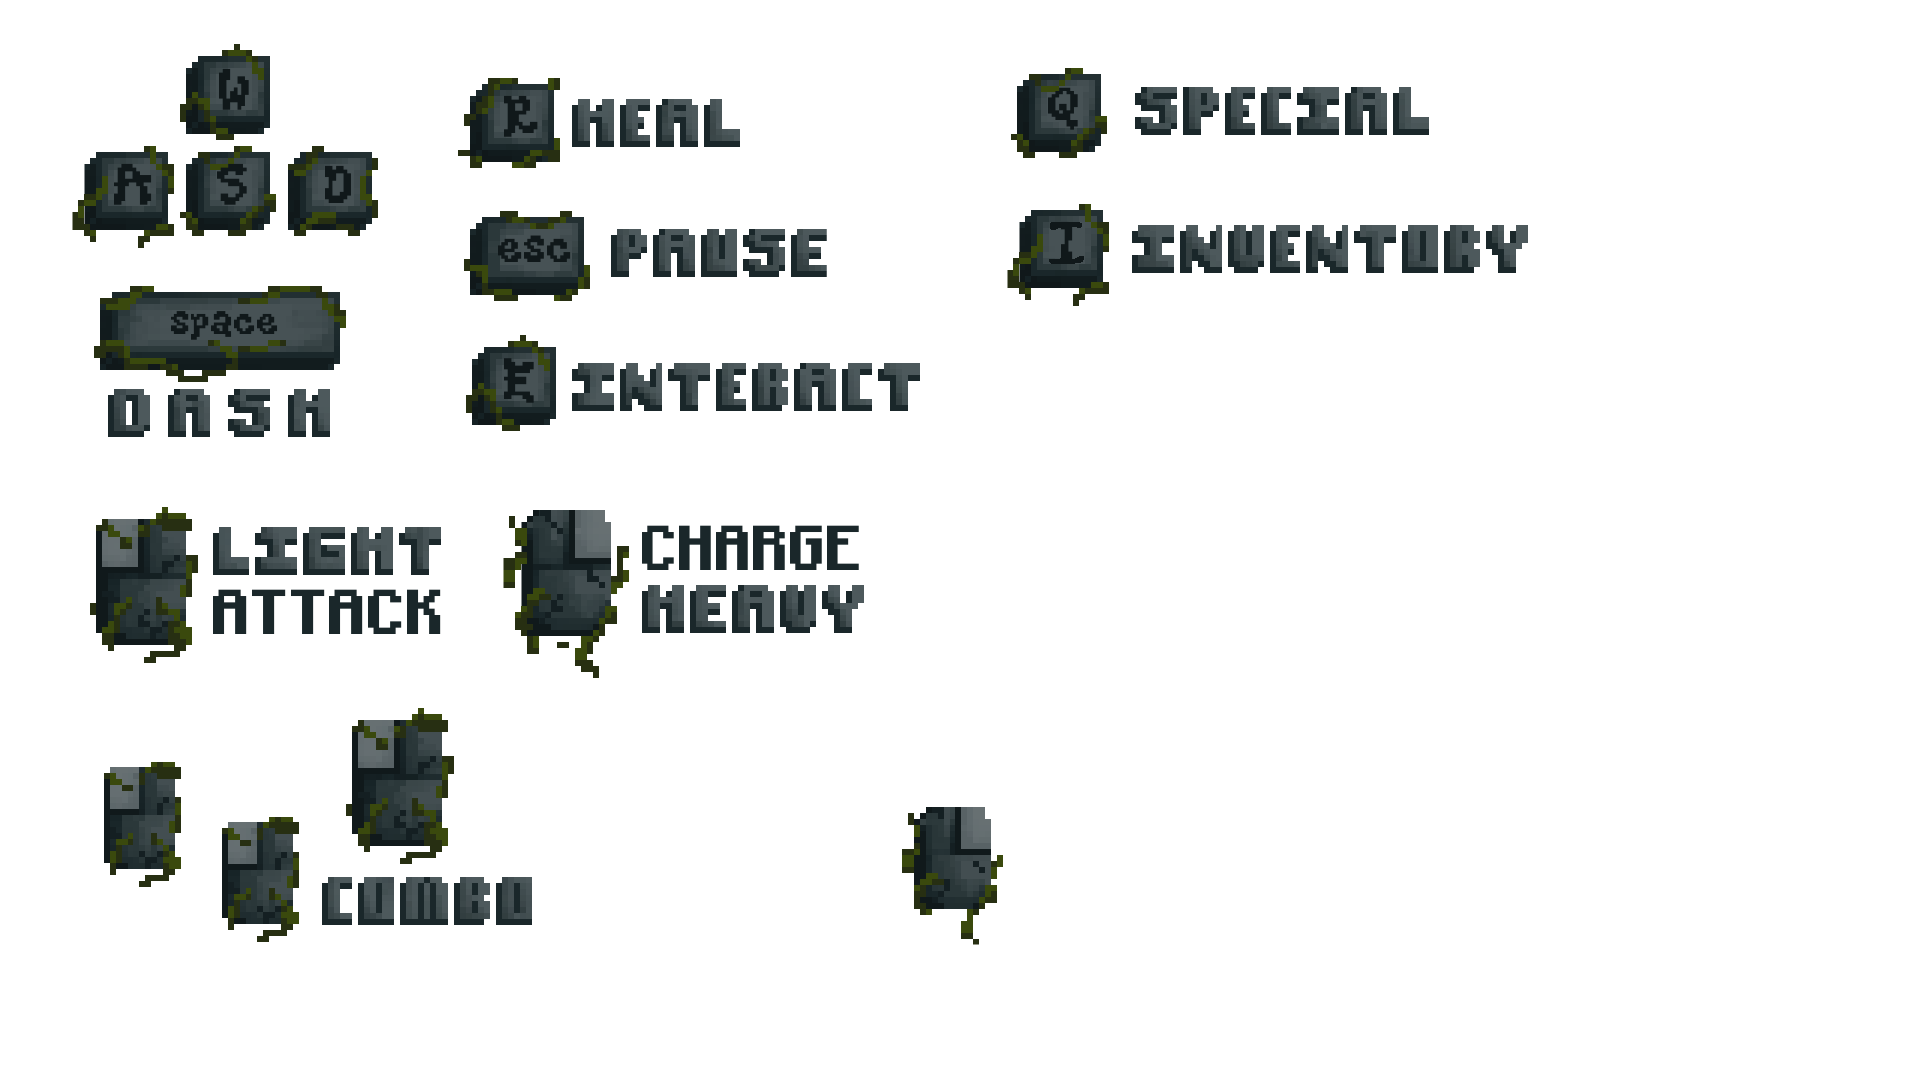 W
A S D
space
DASH
R HEAL
esc PAUSE
E INTERACT
Q SPECIAL
I INVENTORY
LIGHT
ATTACK
CHARGE
HEAVY
COMBO